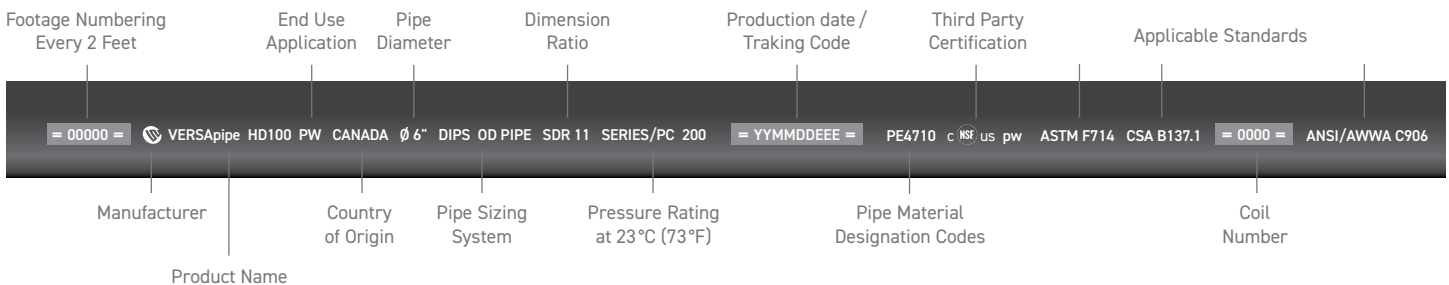 Footage Numbering
Every 2 Feet
End Use
Application
Pipe
Diameter
Dimension
Ratio
Production date /
Traking Code
Third Party
Certification
Applicable Standards
= 00000 = VERSApipe HD100 PW CANADA Ø 6" DIPS OD PIPE SDR 11 SERIES/PC 200 = YYMMDDEEE = PE4710 c NSF us pw ASTM F714 CSA B137.1 = 0000 = ANSI/AWWA C906
Manufacturer
Country
of Origin
Pipe Sizing
System
Pressure Rating
at 23°C (73°F)
Pipe Material
Designation Codes
Coil
Number
Product Name